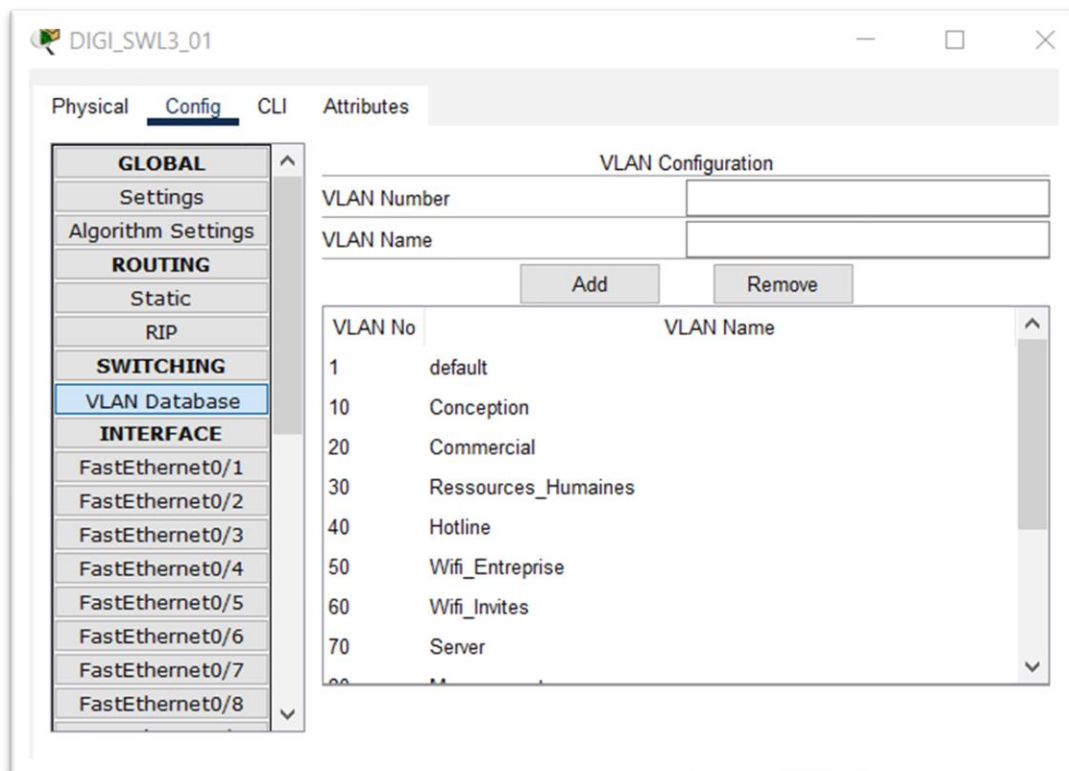 DIGI_SWL3_01
Physical Config CLI Attributes
GLOBAL
Settings
Algorithm Settings
ROUTING
Static
RIP
SWITCHING
VLAN Database
INTERFACE
FastEthernet0/1
FastEthernet0/2
FastEthernet0/3
FastEthernet0/4
FastEthernet0/5
FastEthernet0/6
FastEthernet0/7
FastEthernet0/8
VLAN Configuration
VLAN Number
VLAN Name
Add Remove
VLAN No VLAN Name
1 default
10 Conception
20 Commercial
30 Ressources_Humaines
40 Hotline
50 Wifi_Entreprise
60 Wifi_Invites
70 Server